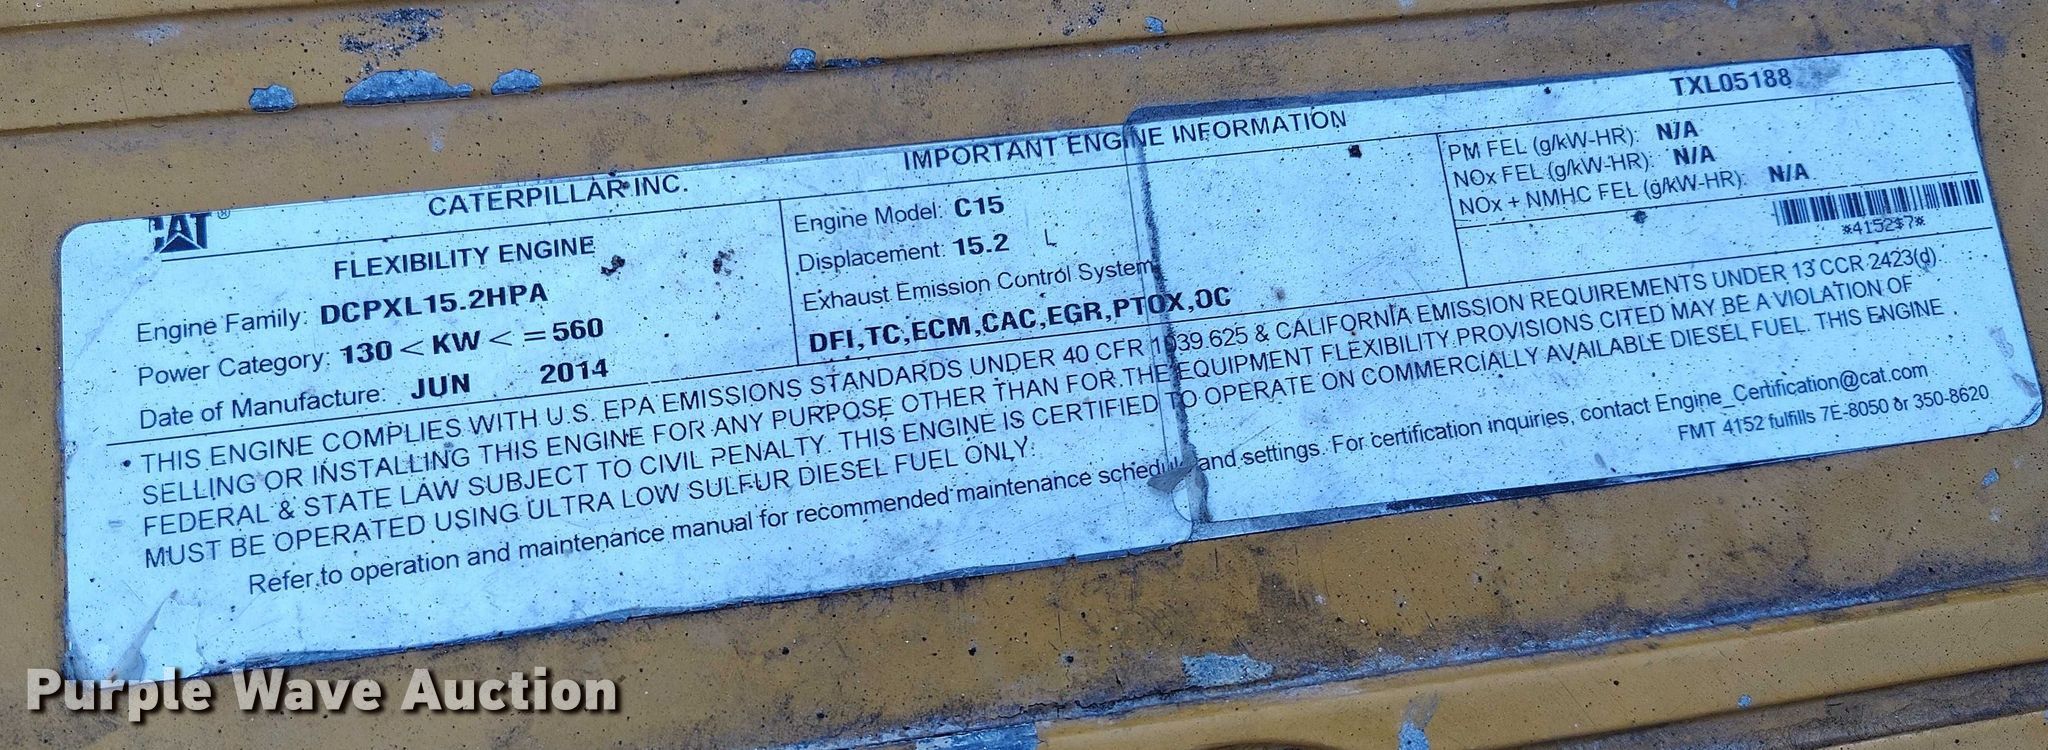 TXL05188
IMPORTANT ENGINE INFORMATION
CAT®
CATERPILLAR INC.
FLEXIBILITY ENGINE
Engine Family: DCPXL15.2HPA
Power Category: 130 < KW < = 560
Date of Manufacture: JUN 2014
Engine Model: C15
Displacement: 15.2 L
Exhaust Emission Control System
DFI,TC,ECM,CAC,EGR,PTOX,OC
PM FEL (g/kW-HR): N/A
NOx FEL (g/kW-HR): N/A
NOx + NMHC FEL (g/kW-HR): N/A
• THIS ENGINE COMPLIES WITH U.S. EPA EMISSIONS STANDARDS UNDER 40 CFR 1039.625 & CALIFORNIA EMISSION REQUIREMENTS UNDER 13 CCR 2423(d).
SELLING OR INSTALLING THIS ENGINE FOR ANY PURPOSE OTHER THAN FOR THE EQUIPMENT FLEXIBILITY PROVISIONS CITED MAY BE A VIOLATION OF
FEDERAL & STATE LAW SUBJECT TO CIVIL PENALTY. THIS ENGINE IS CERTIFIED TO OPERATE ON COMMERCIALLY AVAILABLE DIESEL FUEL. THIS ENGINE
MUST BE OPERATED USING ULTRA LOW SULFUR DIESEL FUEL ONLY.
Refer to operation and maintenance manual for recommended maintenance schedule and settings. For certification inquiries, contact Engine_Certification@cat.com
FMT 4152 fulfills 7E-8050 or 350-8620
Purple Wave Auction